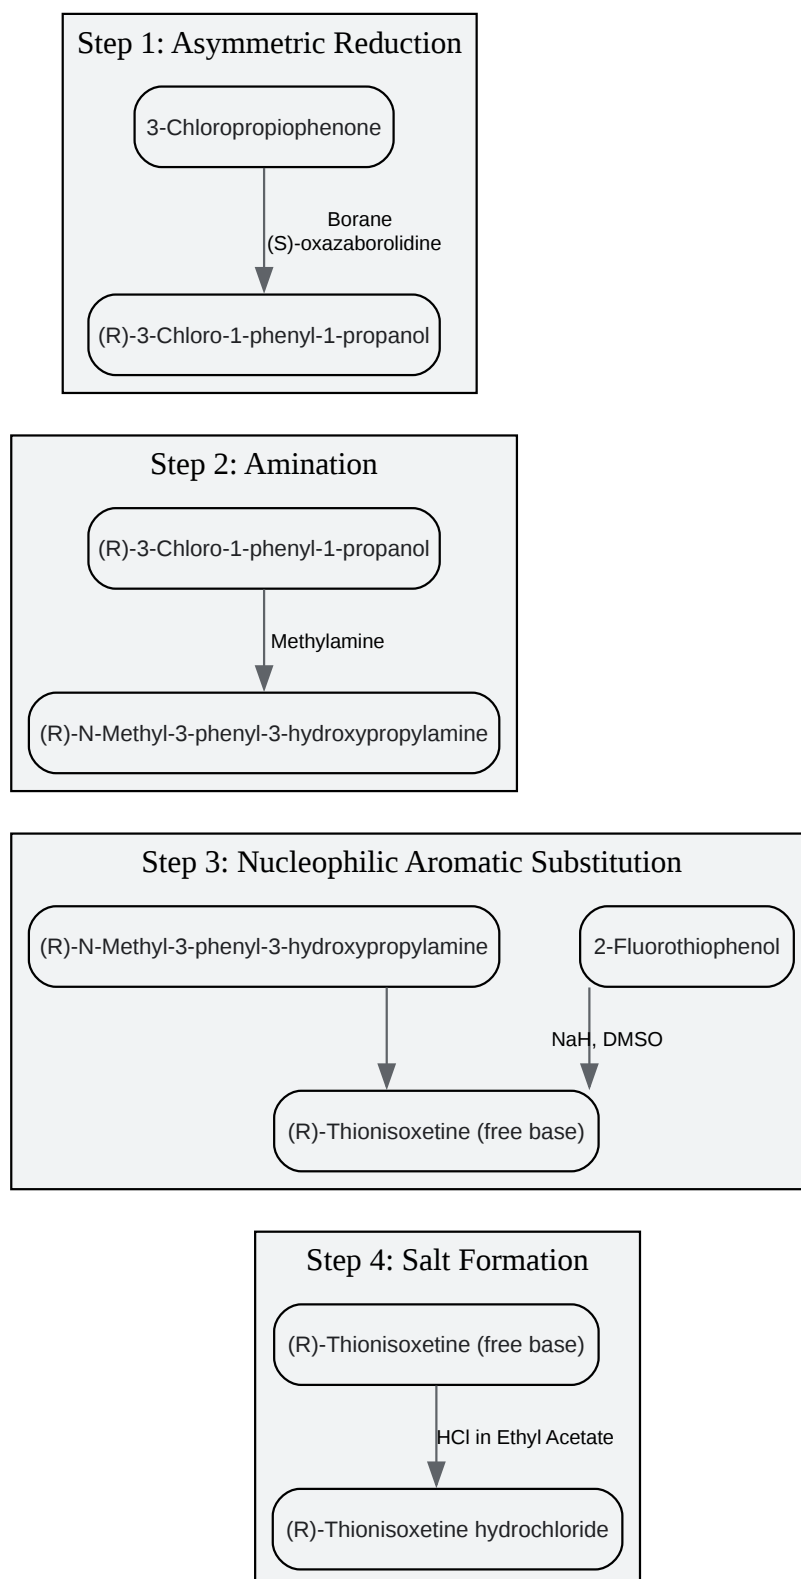 Step 1: Asymmetric Reduction
3-Chloropropiophenone
Borane
(S)-oxazaborolidine
(R)-3-Chloro-1-phenyl-1-propanol
Step 2: Amination
(R)-3-Chloro-1-phenyl-1-propanol
Methylamine
(R)-N-Methyl-3-phenyl-3-hydroxypropylamine
Step 3: Nucleophilic Aromatic Substitution
(R)-N-Methyl-3-phenyl-3-hydroxypropylamine
2-Fluorothiophenol
NaH, DMSO
(R)-Thionisoxetine (free base)
Step 4: Salt Formation
(R)-Thionisoxetine (free base)
HCl in Ethyl Acetate
(R)-Thionisoxetine hydrochloride